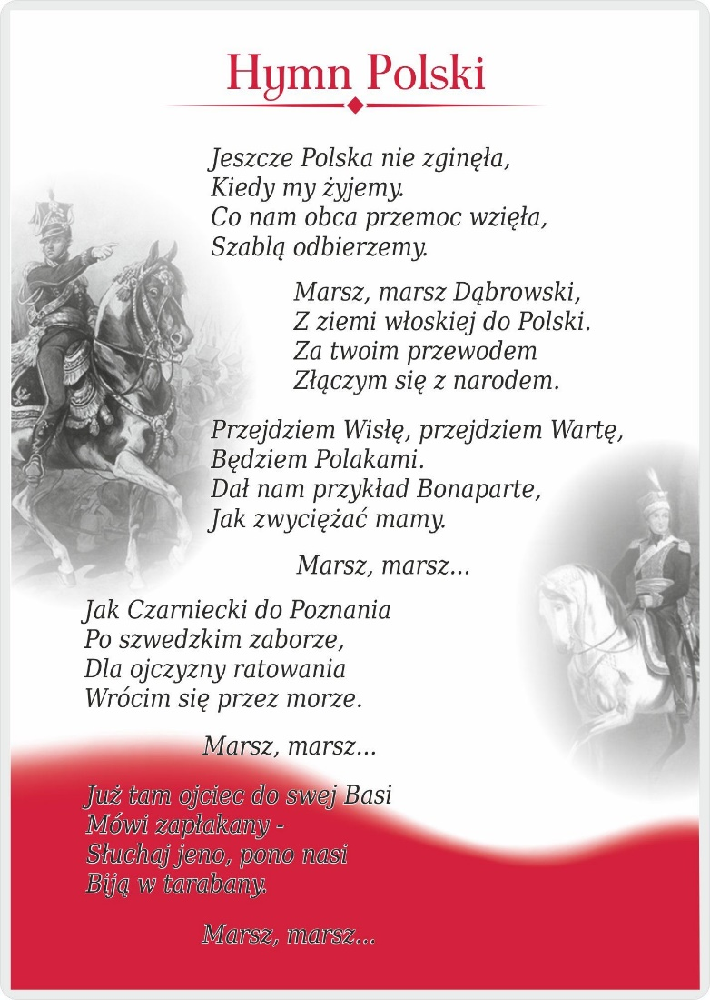 Hymn Polski
Jeszcze Polska nie zginęła,
Kiedy my żyjemy.
Co nam obca przemoc wzięła,
Szablą odbierzemy.
Marsz, marsz Dąbrowski,
Z ziemi włoskiej do Polski.
Za twoim przewodem
Złączym się z narodem.
Przejdziem Wisłę, przejdziem Wartę,
Będziem Polakami.
Dał nam przykład Bonaparte,
Jak zwyciężać mamy.
Marsz, marsz...
Jak Czarniecki do Poznania
Po szwedzkim zaborze,
Dla ojczyzny ratowania
Wrócim się przez morze.
Marsz, marsz...
Już tam ojciec do swej Basi
Mówi zapłakany -
Słuchaj jeno, pono nasi
Biją w tarabany.
Marsz, marsz...